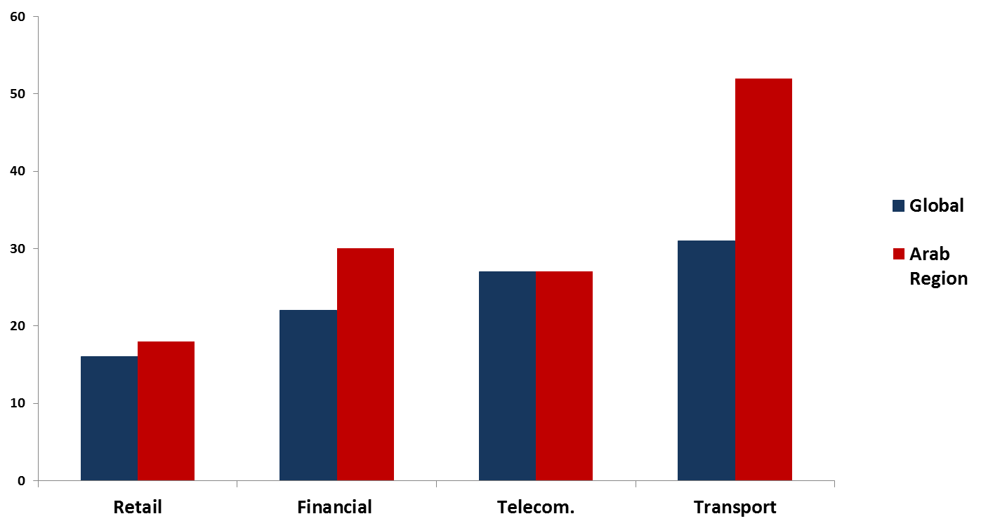 60
50
40
30
20
10
0
Retail
Financial
Telecom.
Transport
Global
Arab
Region